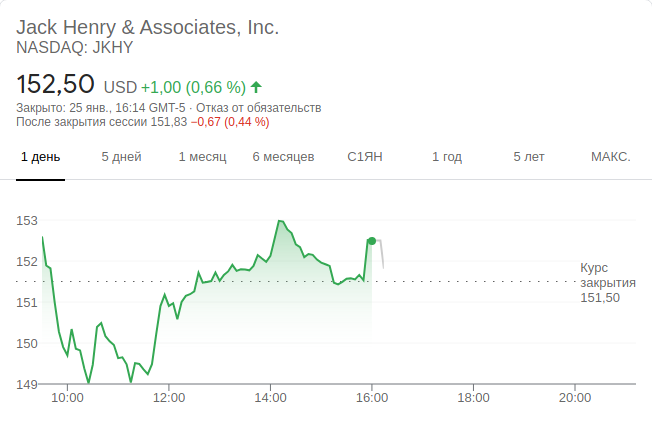 Jack Henry & Associates, Inc.
NASDAQ: JKHY
152,50 USD +1,00 (0,66 %)
Закрыто: 25 янв., 16:14 GMT-5 · Отказ от обязательств
После закрытия сессии 151,83 −0,67 (0,44 %)
1 день 5 дней 1 месяц 6 месяцев С1ЯН 1 год 5 лет МАКС.
153
152
151
150
149
Курс
закрытия
151,50
10:00 12:00 14:00 16:00 18:00 20:00